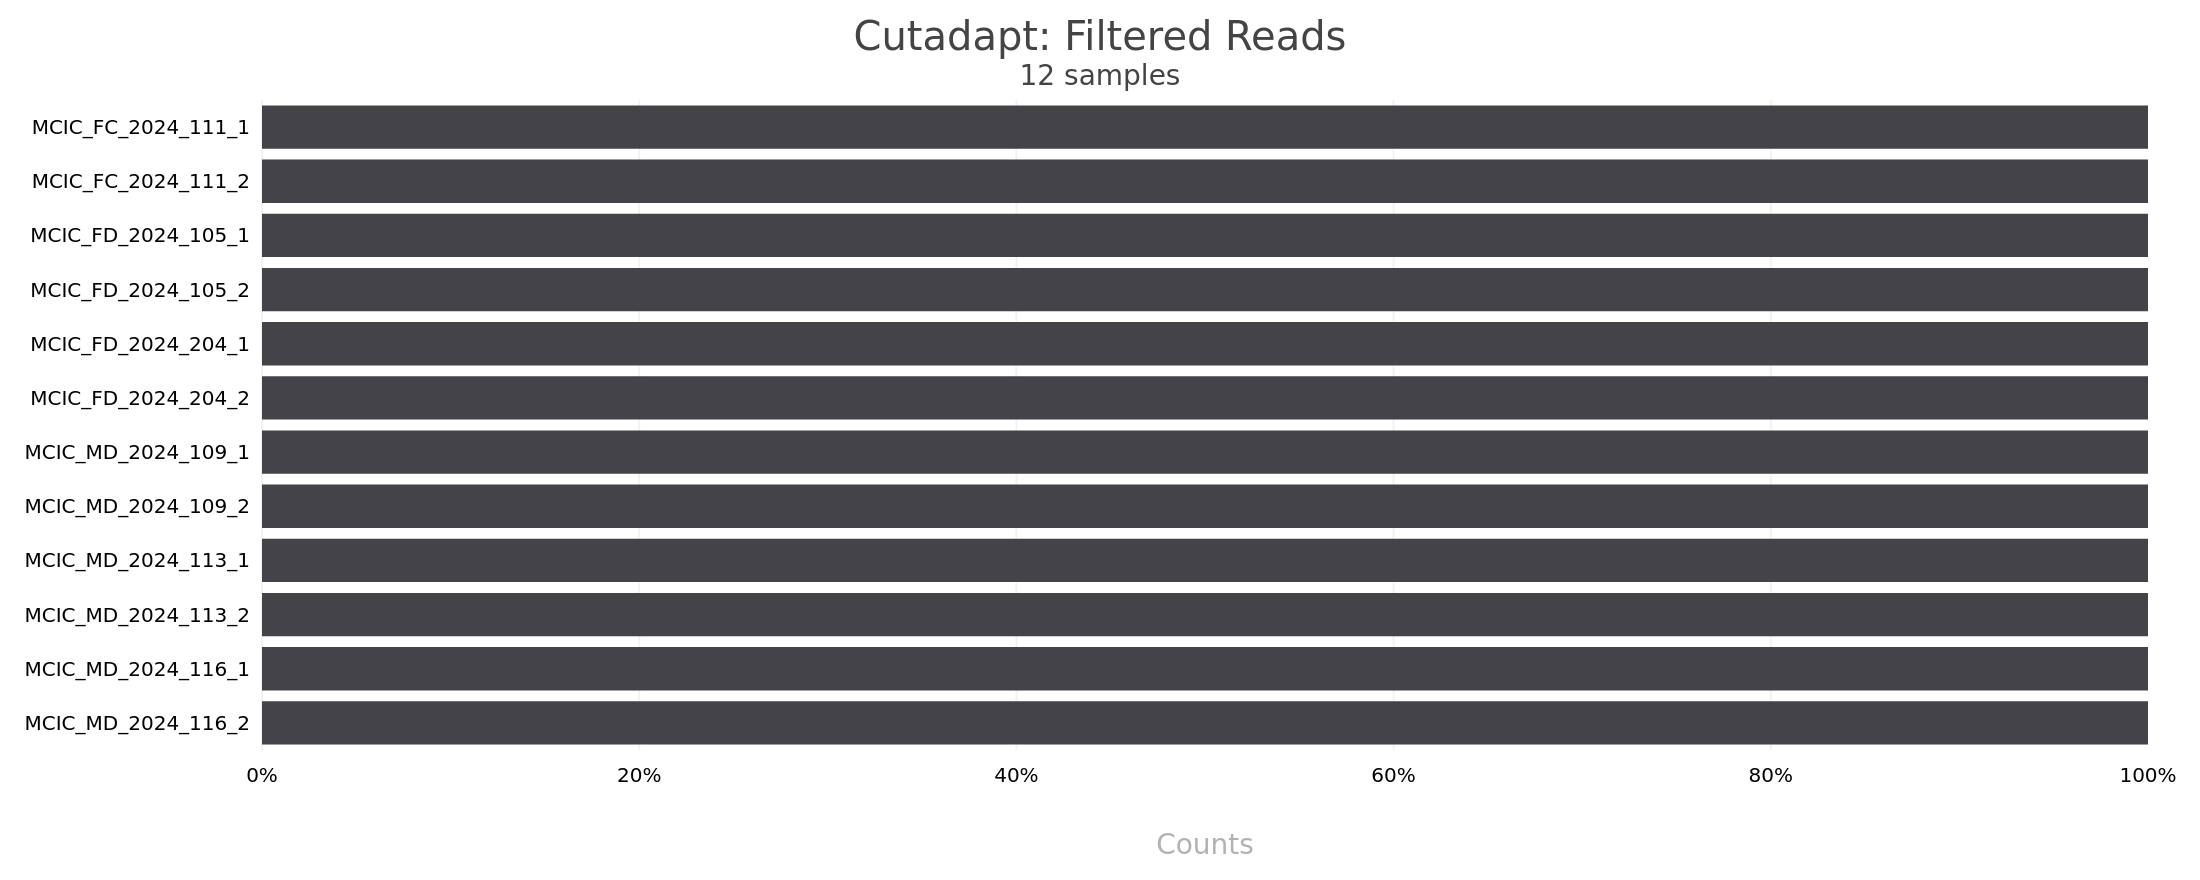 Cutadapt: Filtered Reads
12 samples
MCIC_FC_2024_111_1
MCIC_FC_2024_111_2
MCIC_FD_2024_105_1
MCIC_FD_2024_105_2
MCIC_FD_2024_204_1
MCIC_FD_2024_204_2
MCIC_MD_2024_109_1
MCIC_MD_2024_109_2
MCIC_MD_2024_113_1
MCIC_MD_2024_113_2
MCIC_MD_2024_116_1
MCIC_MD_2024_116_2
0% 20% 40% 60% 80% 100%
Counts